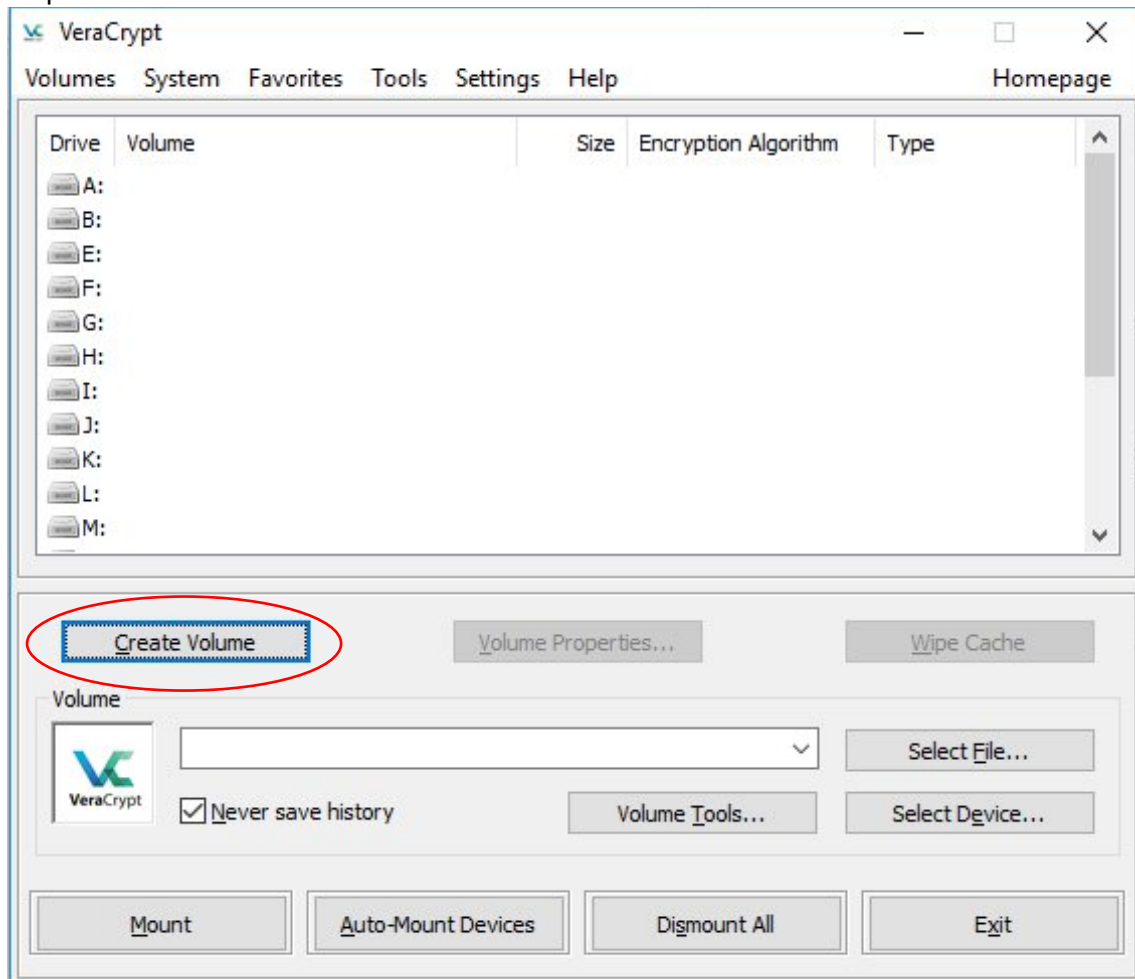 VeraCrypt
Volumes System Favorites Tools Settings Help Homepage
Drive Volume Size Encryption Algorithm Type
A:
B:
E:
F:
G:
H:
I:
J:
K:
L:
M:
Create Volume Volume Properties... Wipe Cache
Volume
Select File...
VeraCrypt
Never save history Volume Tools... Select Device...
Mount Auto-Mount Devices Dismount All Exit